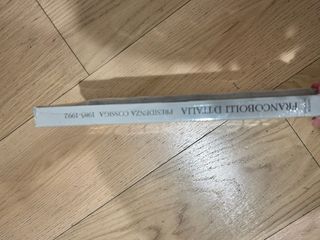 FRANCOBOLLI D'ITALIA PRESIDENZA COSSIGA 1985-1992